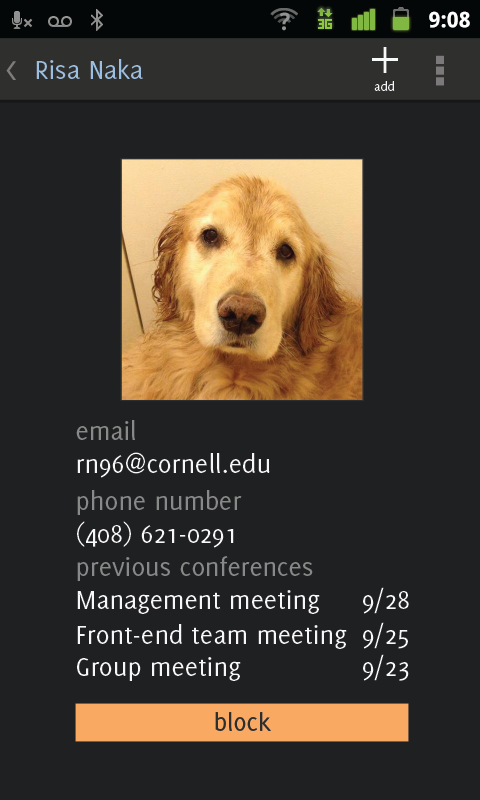 3G 9:08
Risa Naka
add
email
rn96@cornell.edu
phone number
(408) 621-0291
previous conferences
Management meeting 9/28
Front-end team meeting 9/25
Group meeting 9/23
block